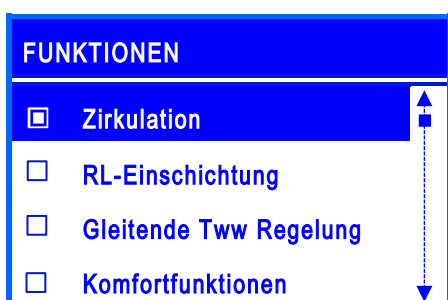 FUNKTIONEN
Zirkulation
RL-Einschichtung
Gleitende Tww Regelung
Komfortfunktionen